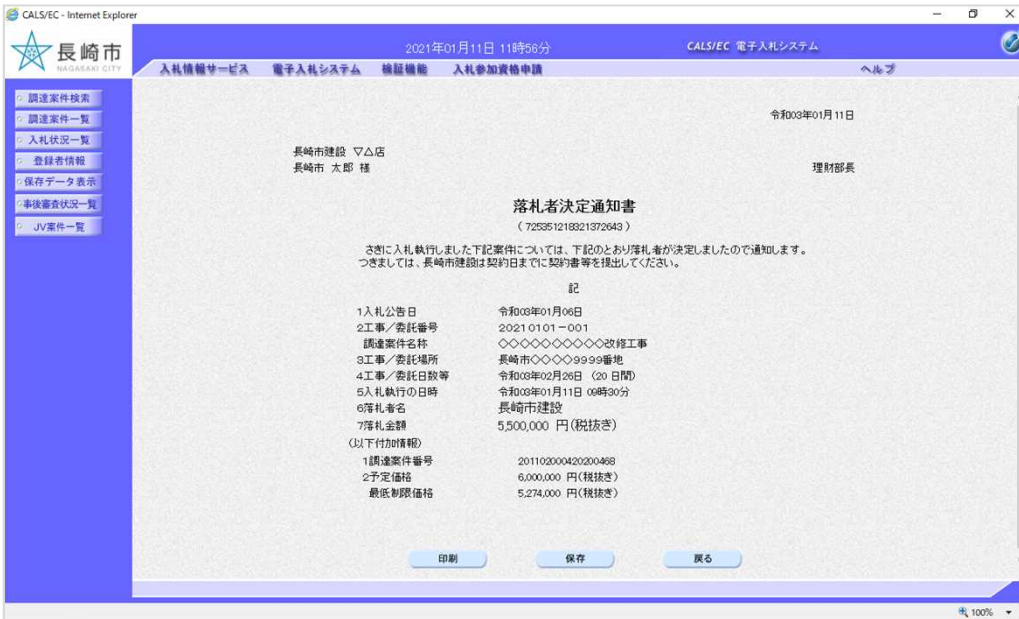 CALS/EC - Internet Explorer
長崎市
NAGASAKI CITY
2021年01月11日 11時56分
CALS/EC 電子入札システム
入札情報サービス 電子入札システム 検証機能 入札参加資格申請 ヘルプ
調達案件検索
調達案件一覧
入札状況一覧
登録者情報
保存データ表示
事後審査状況一覧
JV案件一覧
令和03年01月11日
長崎市建設 ▽△店
長崎市 太郎 様
理財部長
落札者決定通知書
（725351218321372643）
さきに入札執行しました下記案件については、下記のとおり落札者が決定しましたので通知します。
つきましては、長崎市建設は契約日までに契約書等を提出してください。
記
1入札公告日 令和03年01月06日
2工事／委託番号 20210101－001
調達案件名称 ◇◇◇◇◇◇◇◇◇◇改修工事
3工事／委託場所 長崎市◇◇◇◇9999番地
4工事／委託日数等 令和03年02月26日 （20 日間）
5入札執行の日時 令和03年01月11日 09時30分
6落札者名 長崎市建設
7落札金額 5,500,000 円(税抜き)
(以下付加情報)
1調達案件番号 201102000420200468
2予定価格 6,000,000 円(税抜き)
最低制限価格 5,274,000 円(税抜き)
印刷 保存 戻る
100%